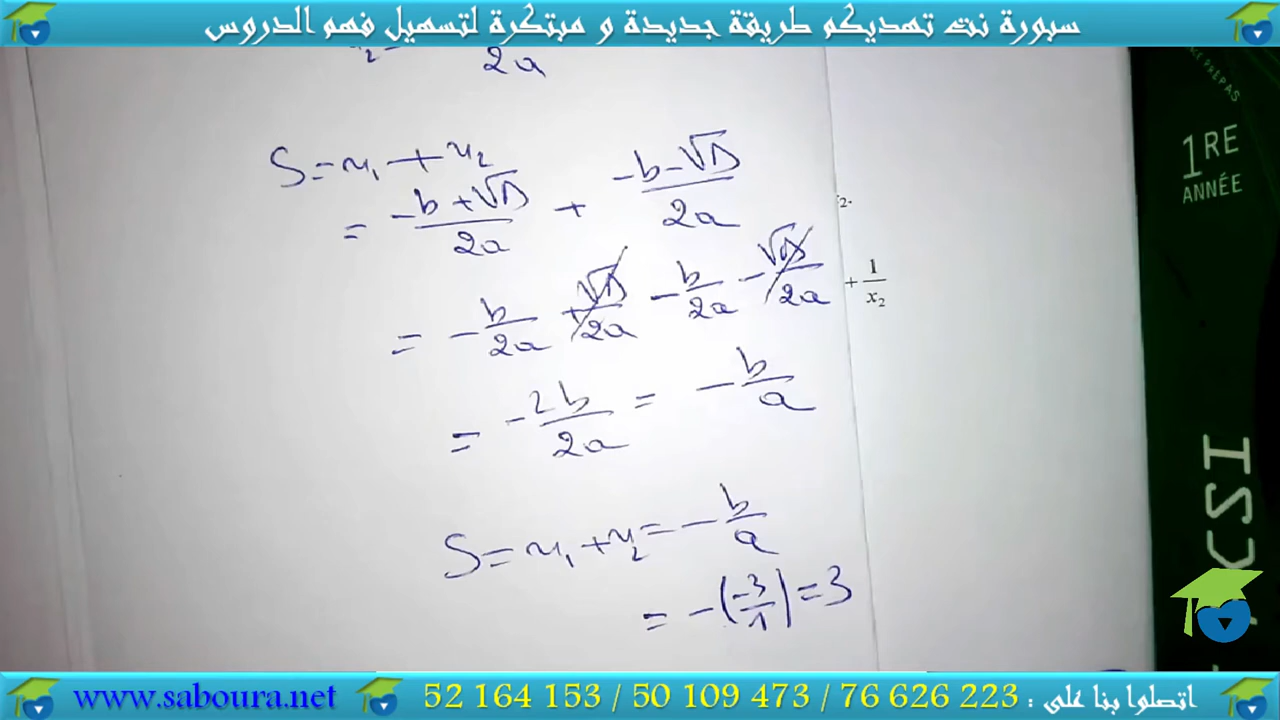 سبورة نت تهديكم طريقة جديدة و مبتكرة لتسهيل فهم الدروس
2a
S = x₁ + x₂
= (-b + √Δ)/2a + (-b - √Δ)/2a
= - b/2a + √Δ/2a - b/2a - √Δ/2a
= -2b/2a = - b/a
S = x₁ + x₂ = - b/a
= - (-3/1) = 3
2.
+ 1/x₂
1RE
ANNÉE
www.saboura.net
52 164 153 / 50 109 473 / 76 626 223 : اتصلوا بنا على